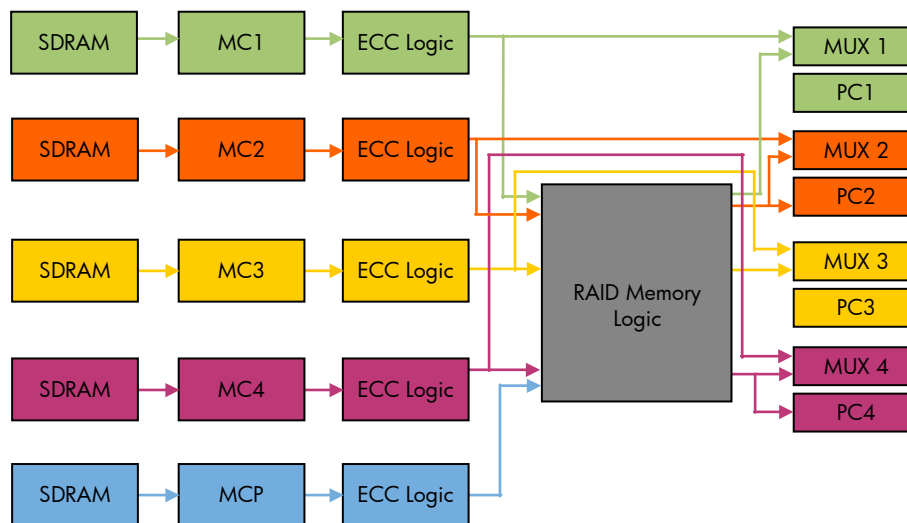 SDRAM
MC1
ECC Logic
MUX 1
PC1
SDRAM
MC2
ECC Logic
MUX 2
PC2
SDRAM
MC3
ECC Logic
RAID Memory
Logic
MUX 3
PC3
SDRAM
MC4
ECC Logic
MUX 4
PC4
SDRAM
MCP
ECC Logic